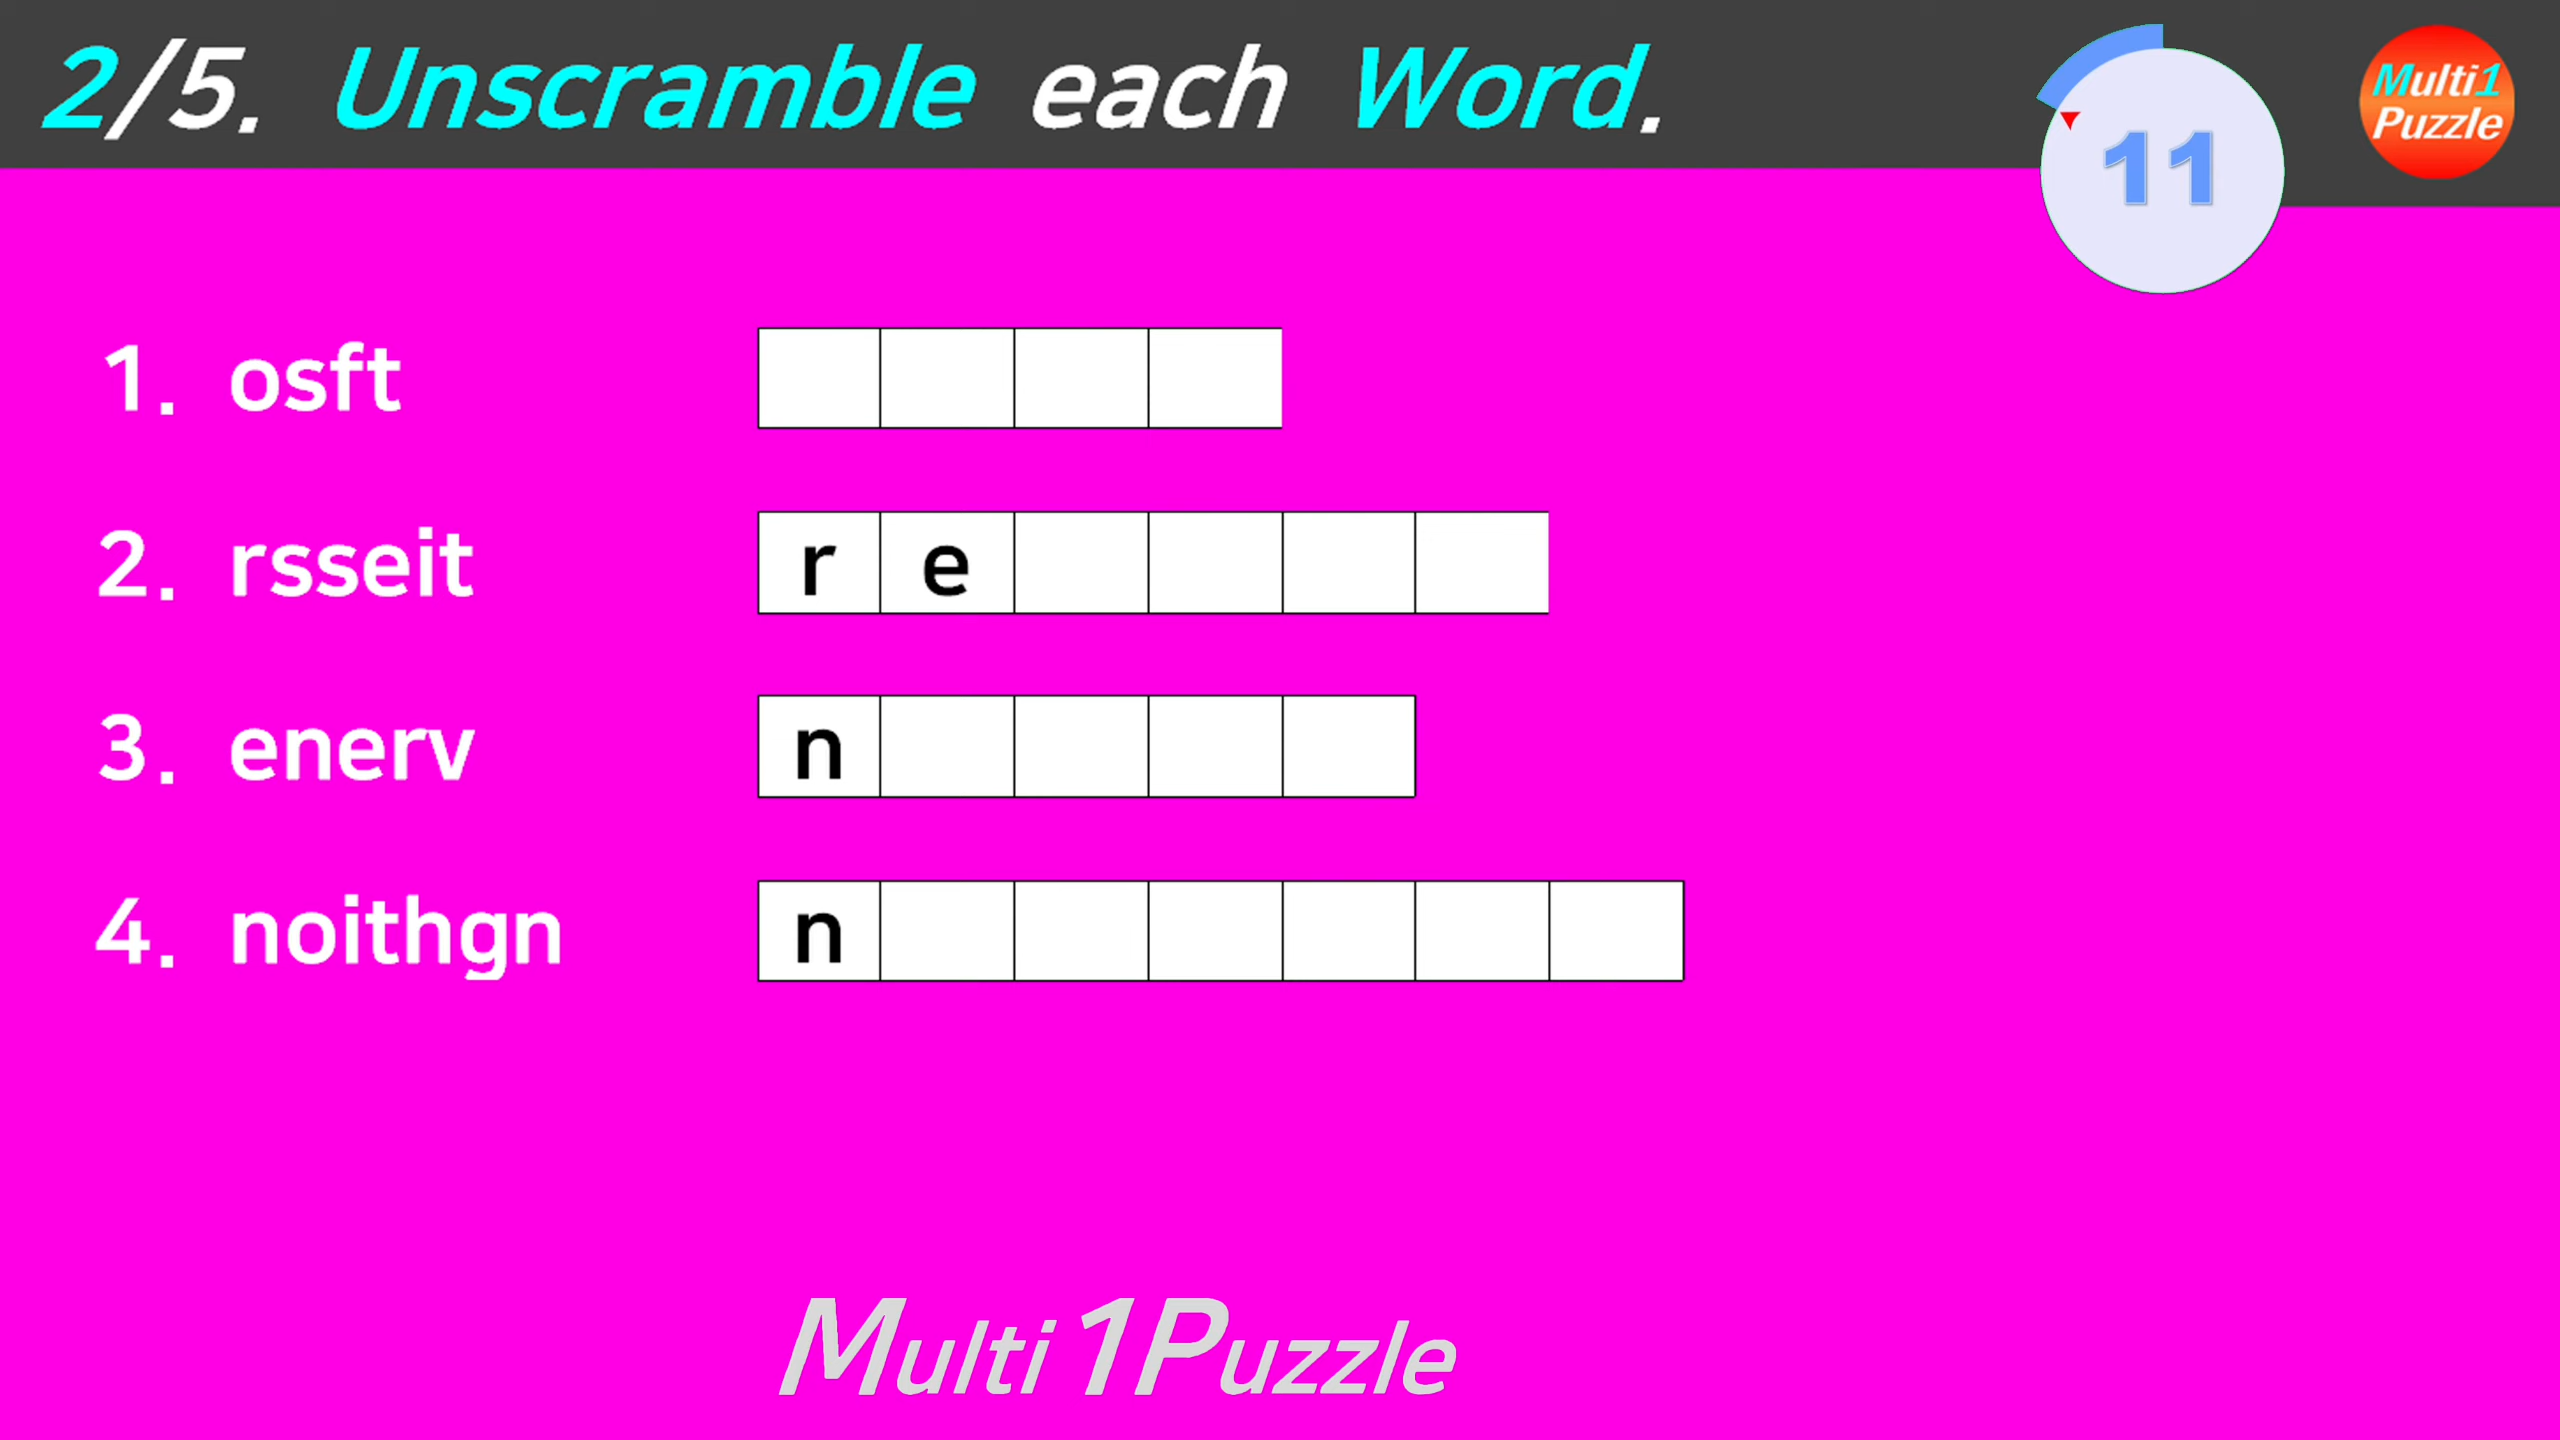 2/5. Unscramble each Word.
11
Multi1
Puzzle
1. osft
2. rsseit
r e
3. enerv
n
4. noithgn
n
Multi1Puzzle